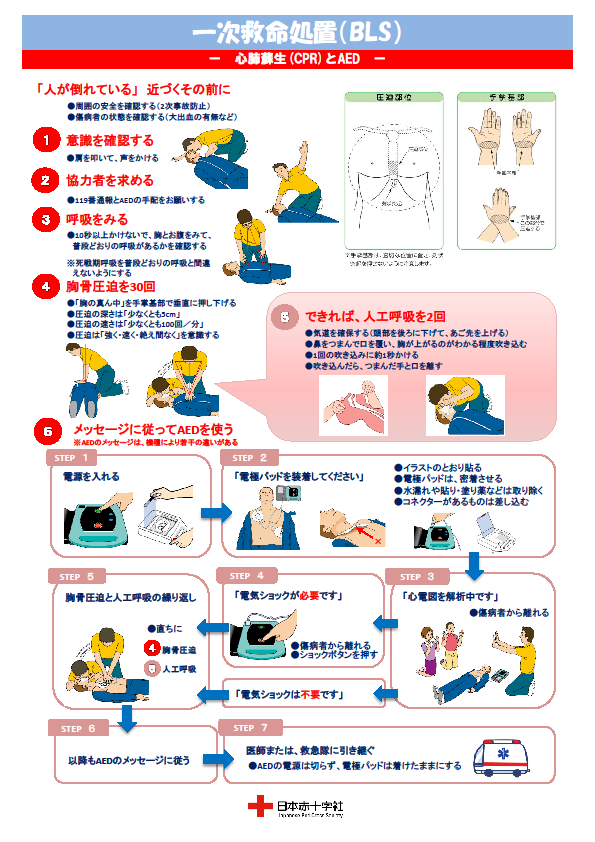 一次救命処置(BLS)
－ 心肺蘇生(CPR)とAED －
「人が倒れている」 近づくその前に
●周囲の安全を確認する(2次事故防止)
●傷病者の状態を確認する(大出血の有無など)
1 意識を確認する
●肩を叩いて、声をかける
2 協力者を求める
●119番通報とAEDの手配をお願いする
3 呼吸をみる
●10秒以上かけないで、胸とお腹をみて、
普段どおりの呼吸があるかを確認する
※死戦期呼吸を普段どおりの呼吸と間違
えないようにする
圧迫部位
手掌基部
4 胸骨圧迫を30回
●「胸の真ん中」を手掌基部で垂直に押し下げる
●圧迫の深さは「少なくとも5cm」
●圧迫の速さは「少なくとも100回／分」
●圧迫は「強く・速く・絶え間なく」を意識する
5 できれば、人工呼吸を2回
●気道を確保する(頭部を後ろに下げて、あご先を上げる)
●鼻をつまんで口を覆い、胸が上がるのがわかる程度吹き込む
●1回の吹き込みに約1秒かける
●吹き込んだら、つまんだ手と口を離す
6 メッセージに従ってAEDを使う
※AEDのメッセージは、機種により若干の違いがある
STEP 1
電源を入れる
STEP 2
「電極パッドを装着してください」
●イラストのとおり貼る
●電極パッドは、密着させる
●水濡れや貼り・塗り薬などは取り除く
●コネクターがあるものは差し込む
STEP 3
「心電図を解析中です」
●傷病者から離れる
STEP 4
「電気ショックが必要です」
●傷病者から離れる
●ショックボタンを押す
「電気ショックは不要です」
STEP 5
胸骨圧迫と人工呼吸の繰り返し
●直ちに
4 胸骨圧迫
5 人工呼吸
STEP 6
以降もAEDのメッセージに従う
STEP 7
医師または、救急隊に引き継ぐ
●AEDの電源は切らず、電極パッドは着けたままにする
日本赤十字社
Japanese Red Cross Society